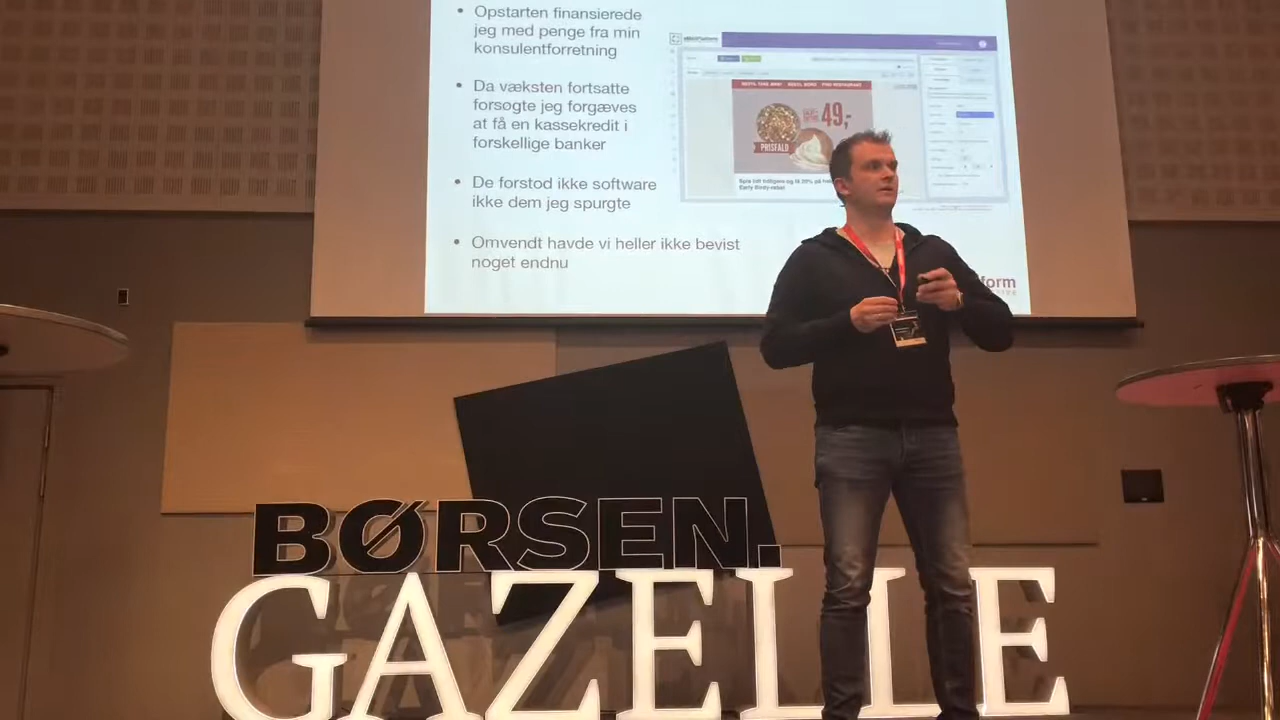 • Opstarten finansierede
jeg med penge fra min
konsulentforretning
• Da væksten fortsatte
forsøgte jeg forgæves
at få en kassekredit i
forskellige banker
• De forstod ikke software
ikke dem jeg spurgte
• Omvendt havde vi heller ikke bevist
noget endnu
49,-
PRISFALD
form
BØRSEN.
GAZELLE